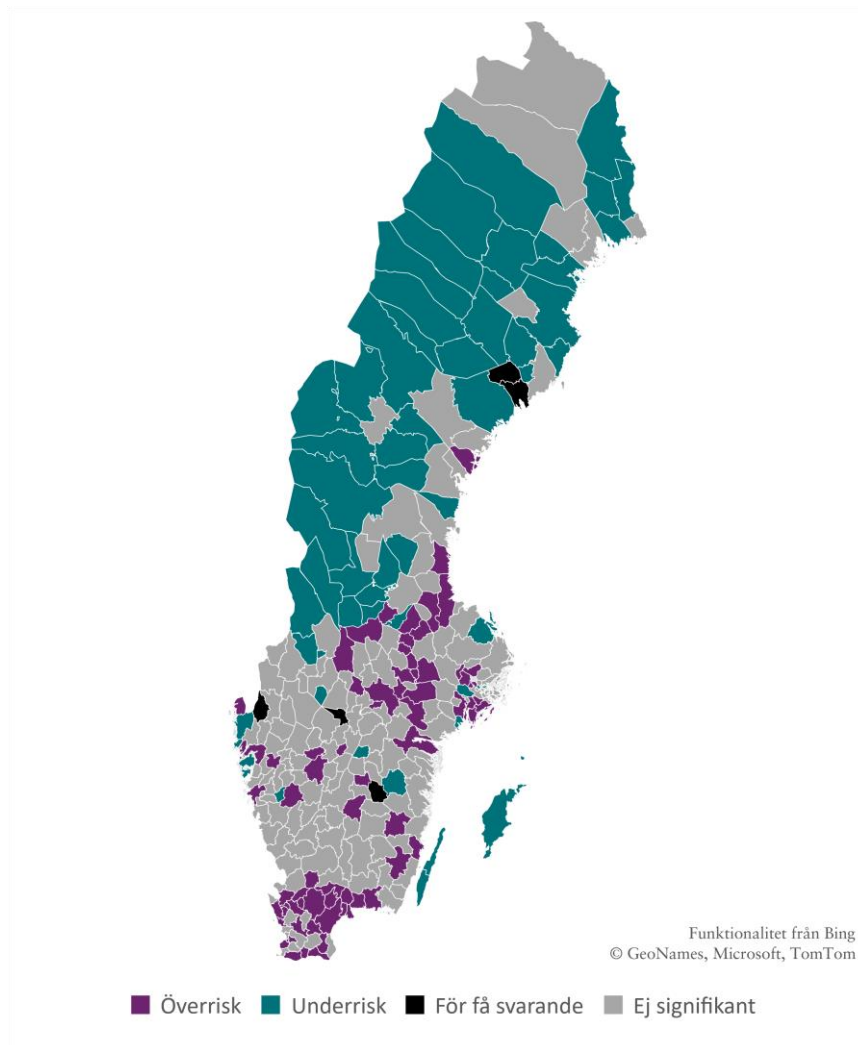 Funktionalitet från Bing
© GeoNames, Microsoft, TomTom
Överrisk Underrisk För få svarande Ej signifikant